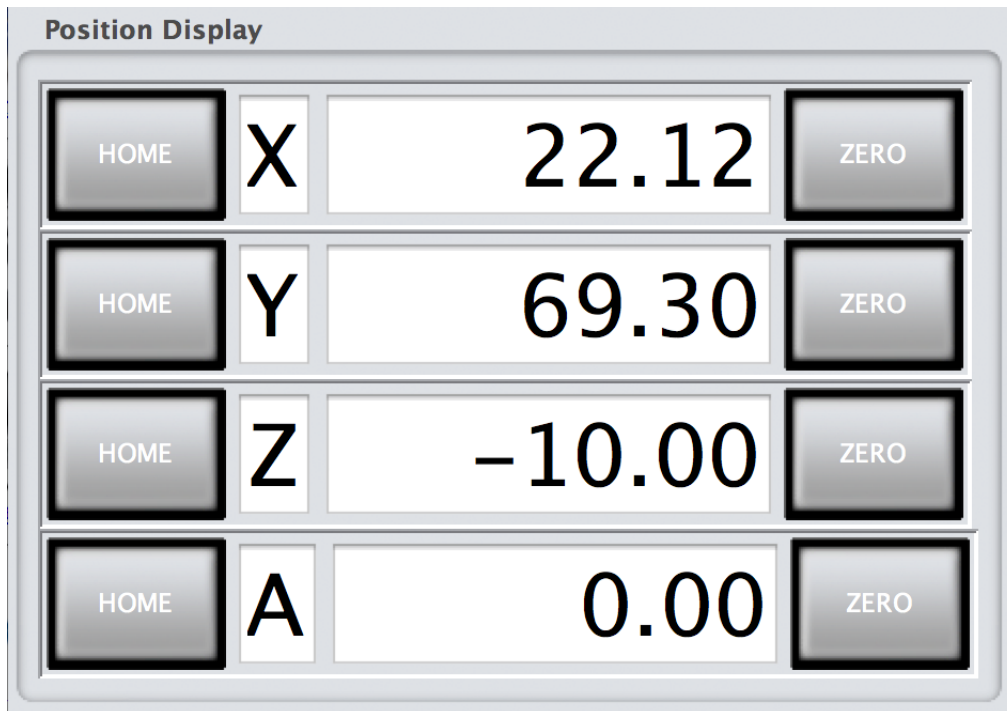 Position Display
HOME X 22.12 ZERO
HOME Y 69.30 ZERO
HOME Z -10.00 ZERO
HOME A 0.00 ZERO